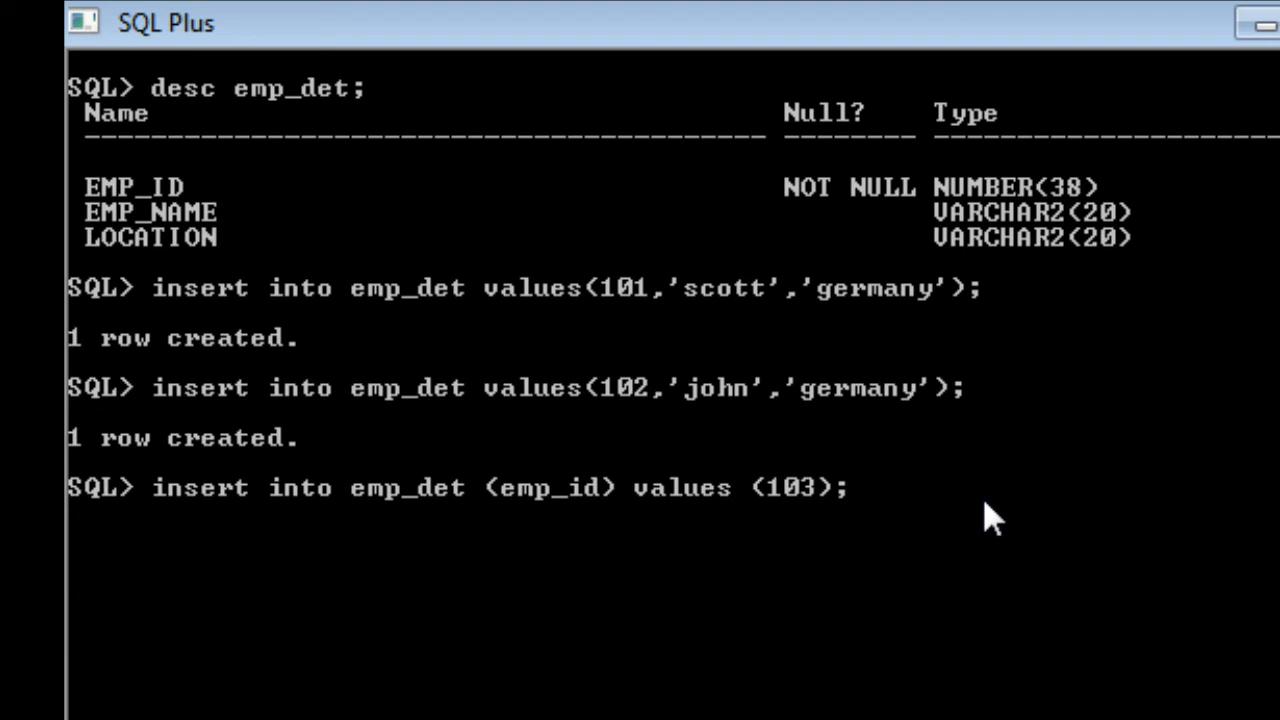 SQL Plus
SQL> desc emp_det;
Name Null? Type
----------------------------------------- -------- ---------------------
EMP_ID NOT NULL NUMBER(38)
EMP_NAME VARCHAR2(20)
LOCATION VARCHAR2(20)
SQL> insert into emp_det values(101,'scott','germany');
1 row created.
SQL> insert into emp_det values(102,'john','germany');
1 row created.
SQL> insert into emp_det (emp_id) values (103);